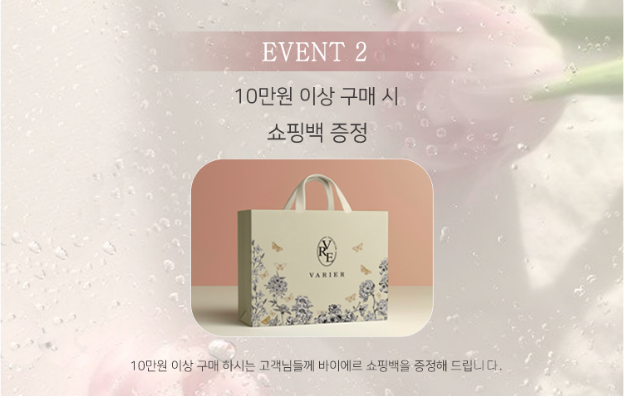 EVENT 2
10만원 이상 구매 시
쇼핑백 증정
VRE
VARIER
10만원 이상 구매 하시는 고객님들께 바이에르 쇼핑백을 증정해 드립니다.